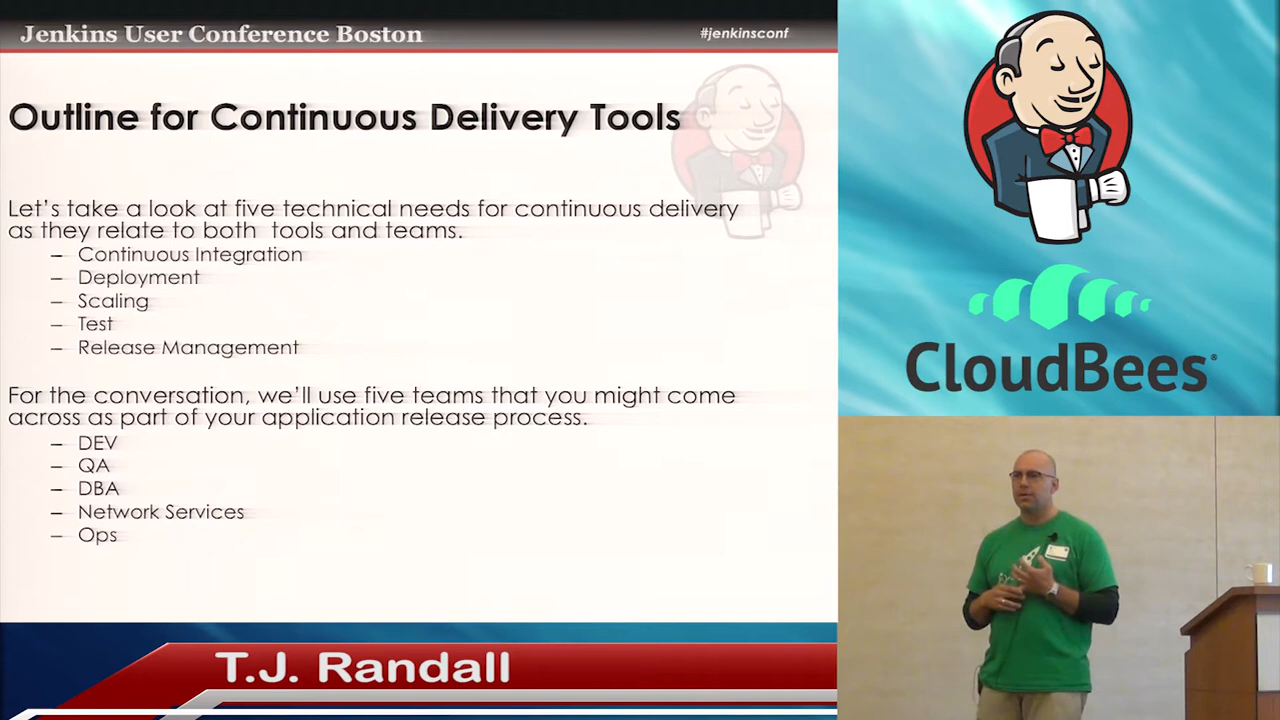 Jenkins User Conference Boston
#jenkinsconf
Outline for Continuous Delivery Tools
Let's take a look at five technical needs for continuous delivery
as they relate to both tools and teams.
– Continuous Integration
– Deployment
– Scaling
– Test
– Release Management
For the conversation, we'll use five teams that you might come
across as part of your application release process.
– DEV
– QA
– DBA
– Network Services
– Ops
T.J. Randall
CloudBees®